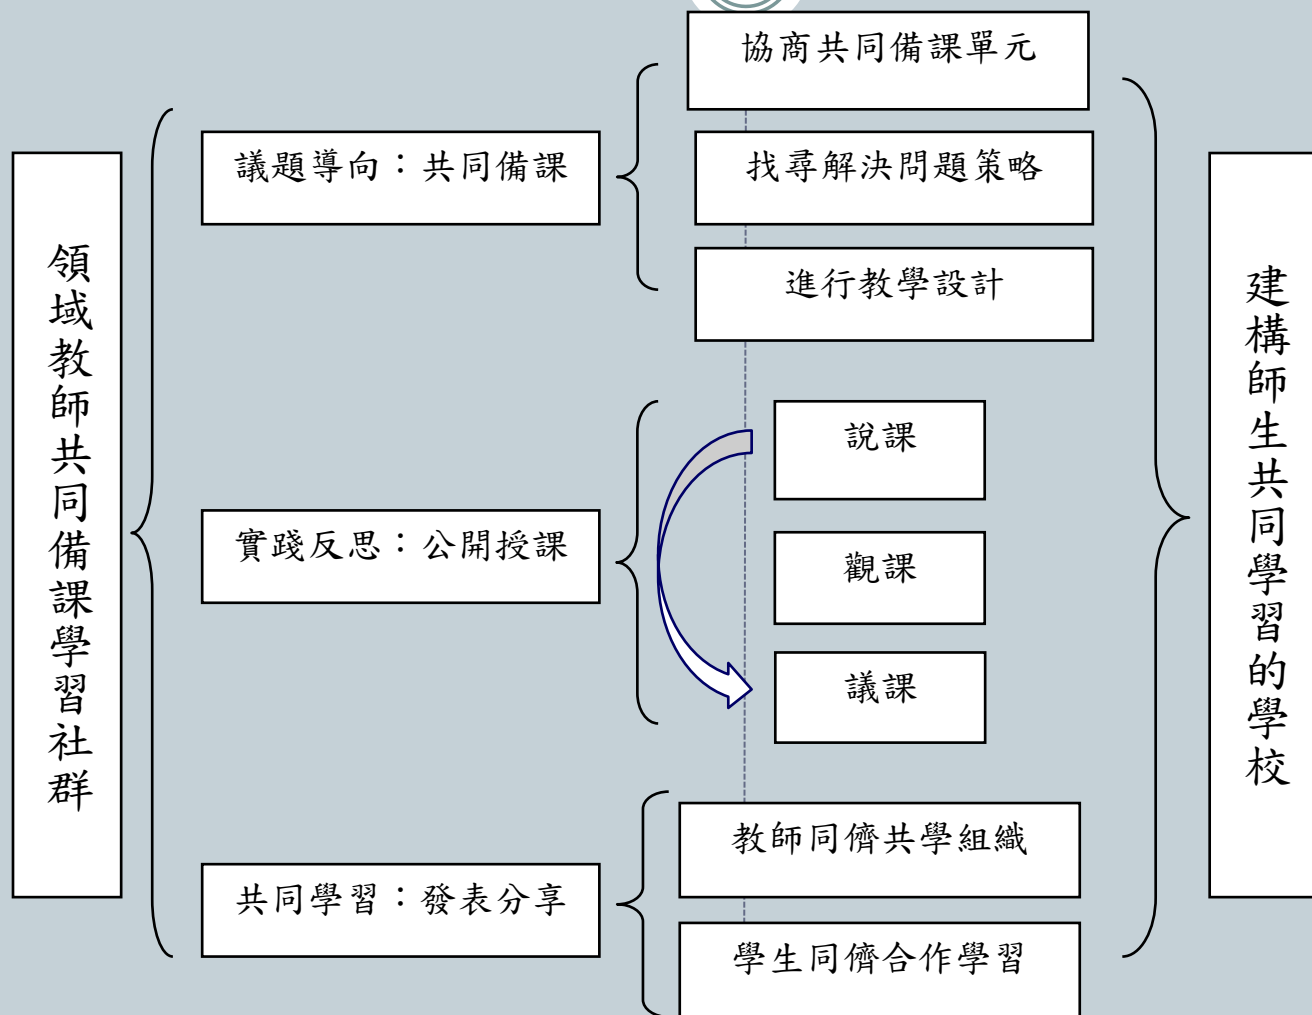 領域教師共同備課學習社群
議題導向：共同備課
協商共同備課單元
找尋解決問題策略
進行教學設計
實踐反思：公開授課
說課
觀課
議課
共同學習：發表分享
教師同儕共學組織
學生同儕合作學習
建構師生共同學習的學校